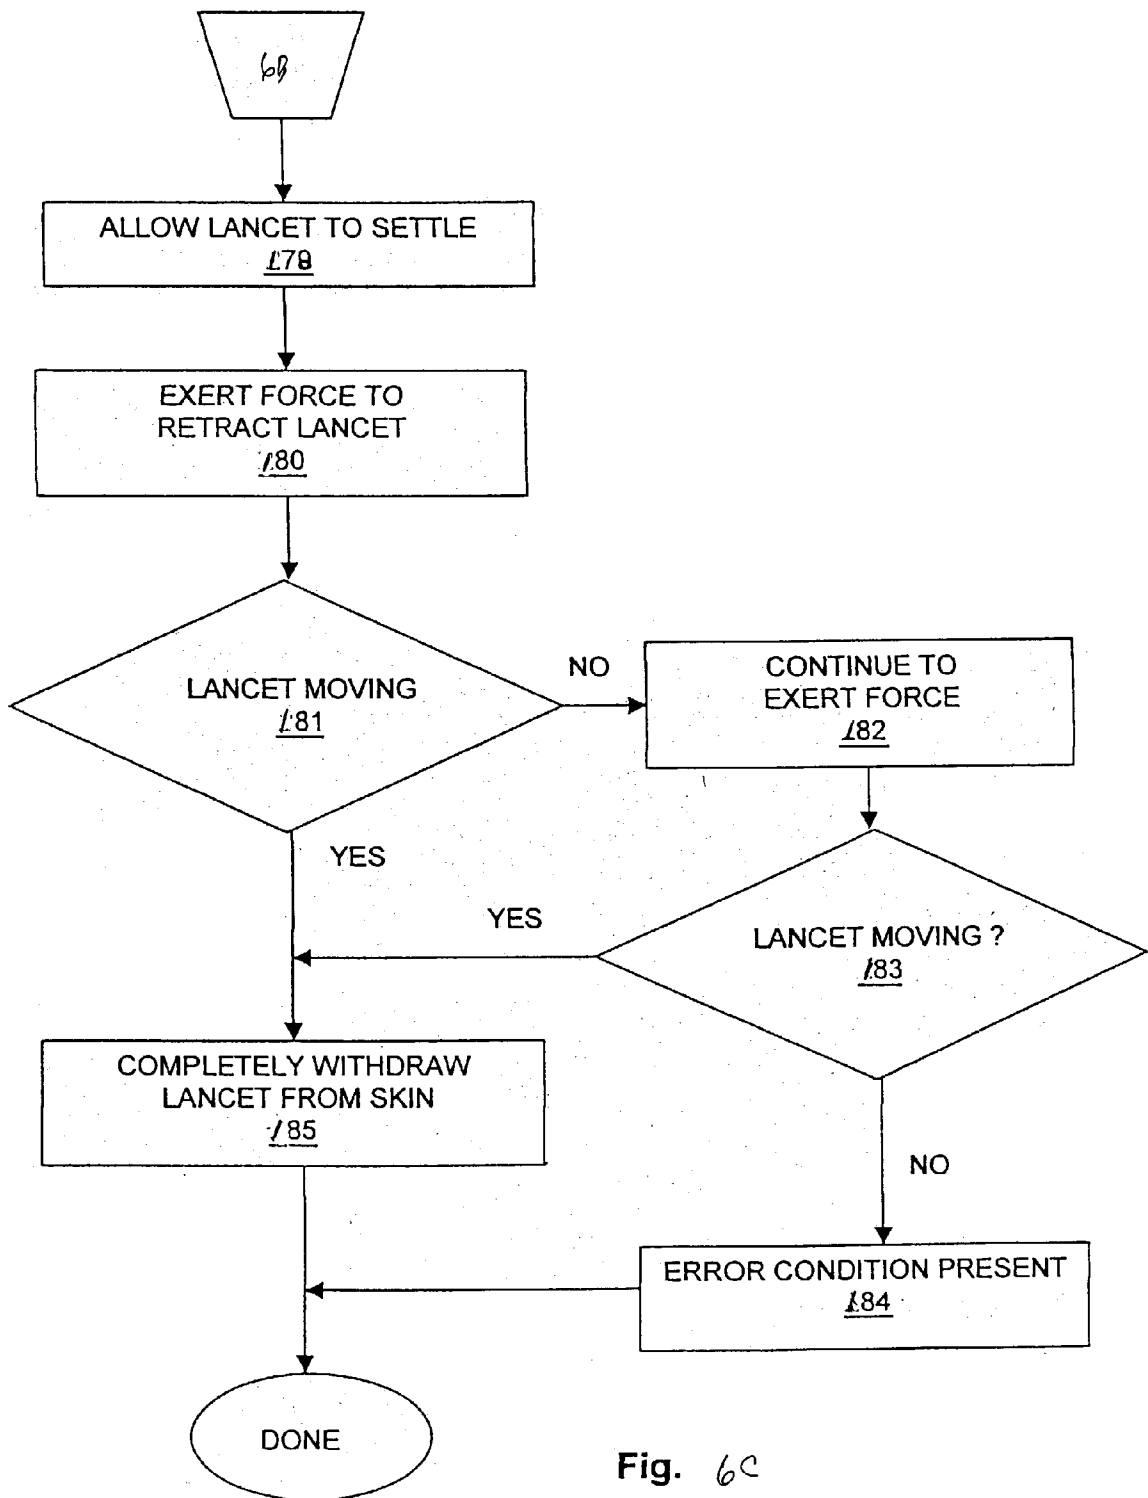 6B
ALLOW LANCET TO SETTLE
178
EXERT FORCE TO
RETRACT LANCET
180
LANCET MOVING
181
NO
CONTINUE TO
EXERT FORCE
182
YES
YES
LANCET MOVING ?
183
COMPLETELY WITHDRAW
LANCET FROM SKIN
185
NO
ERROR CONDITION PRESENT
184
DONE
Fig. 6C